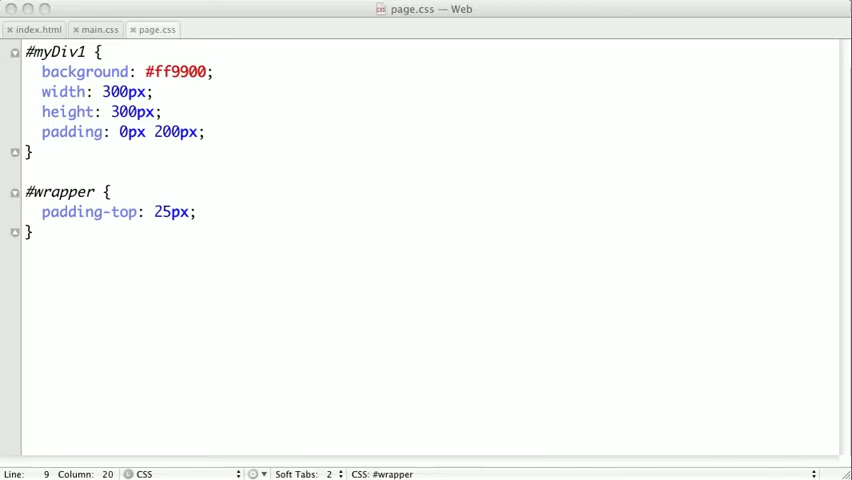 page.css — Web
index.html main.css page.css
#myDiv1 {
background: #ff9900;
width: 300px;
height: 300px;
padding: 0px 200px;
}
#wrapper {
padding-top: 25px;
}
Line: 9 Column: 20 L CSS Soft Tabs: 2 CSS: #wrapper